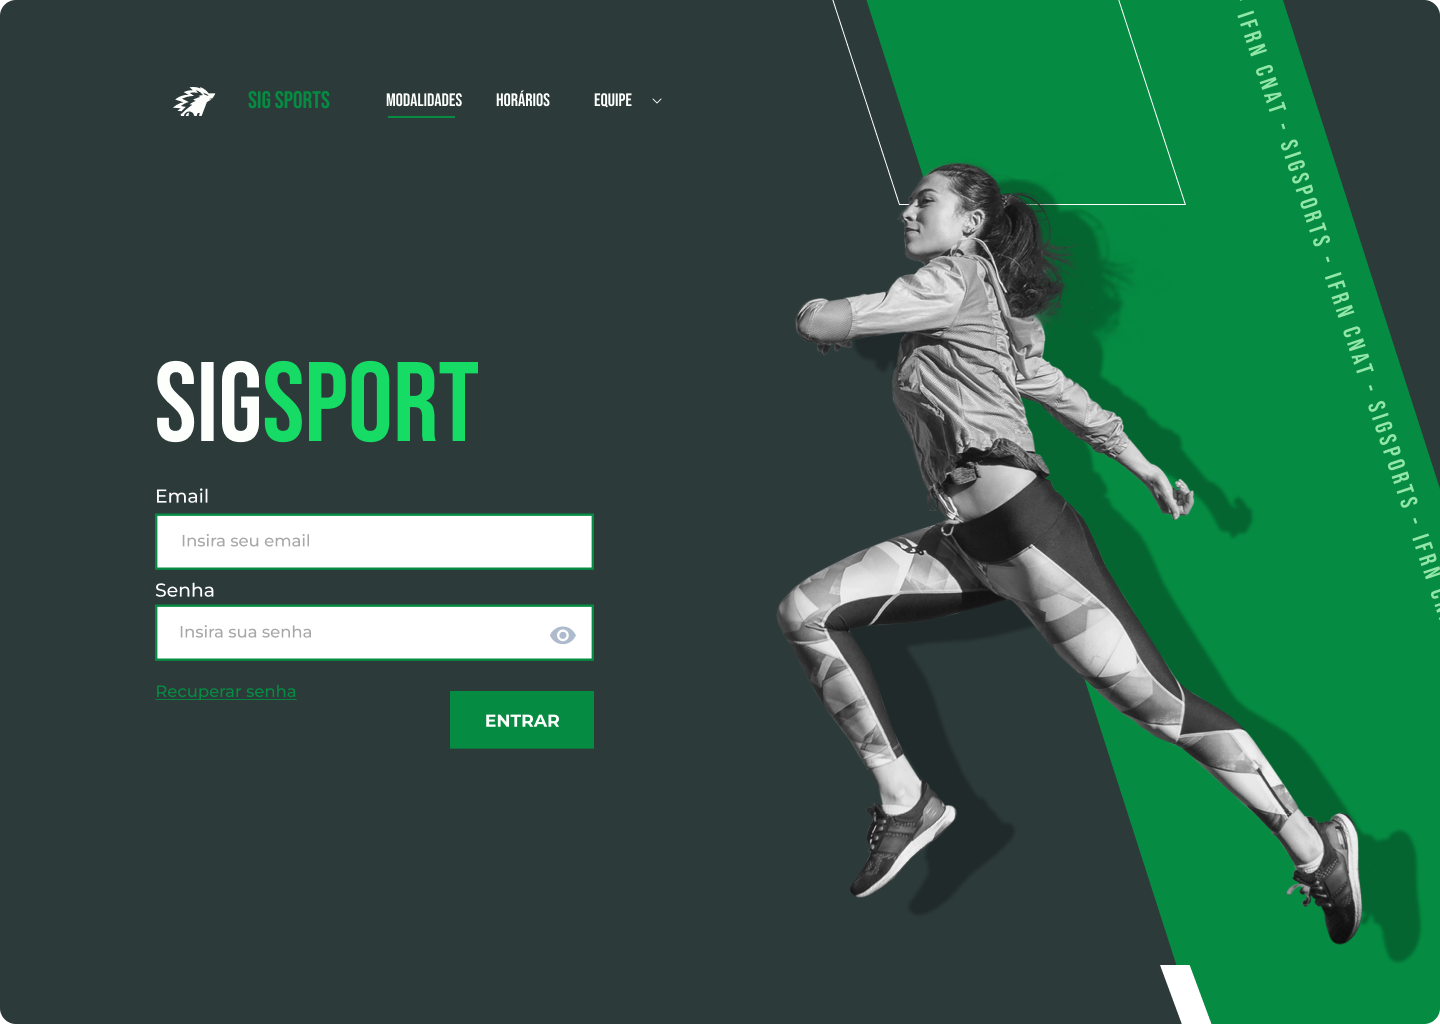 SIG SPORTS
MODALIDADES
HORÁRIOS
EQUIPE
SIGSPORT
Email
Insira seu email
Senha
Insira sua senha
Recuperar senha
ENTRAR
- IFRN CNAT - SIGSPORTS - IFRN CNAT - SIGSPORTS - IFRN